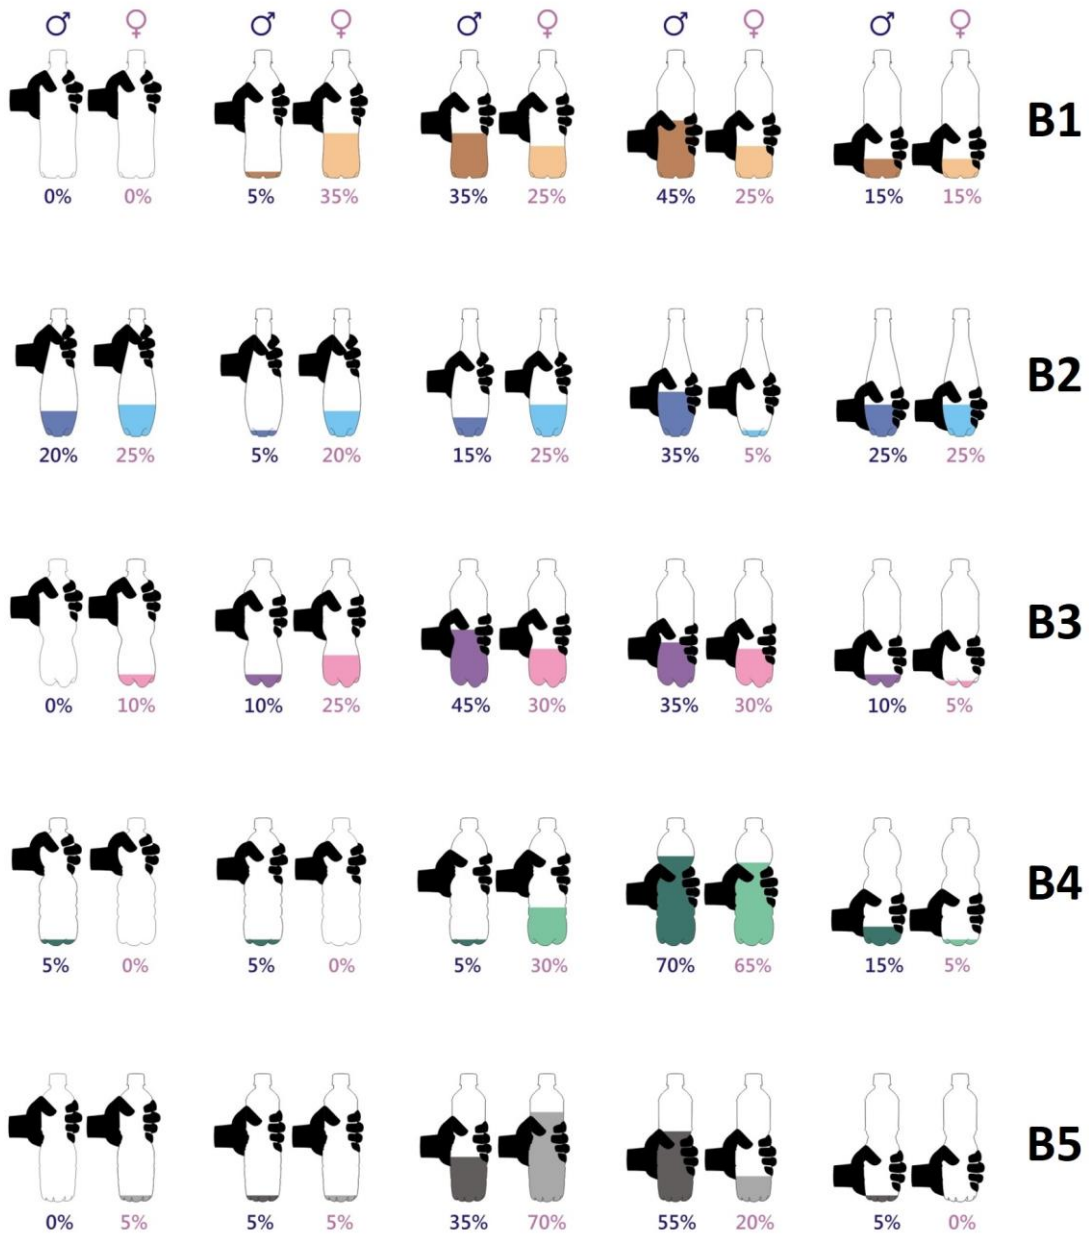 ♂ ♀ ♂ ♀ ♂ ♀ ♂ ♀ ♂ ♀
B1
0% 0% 5% 35% 35% 25% 45% 25% 15% 15%
B2
20% 25% 5% 20% 15% 25% 35% 5% 25% 25%
B3
0% 10% 10% 25% 45% 30% 35% 30% 10% 5%
B4
5% 0% 5% 0% 5% 30% 70% 65% 15% 5%
B5
0% 5% 5% 5% 35% 70% 55% 20% 5% 0%